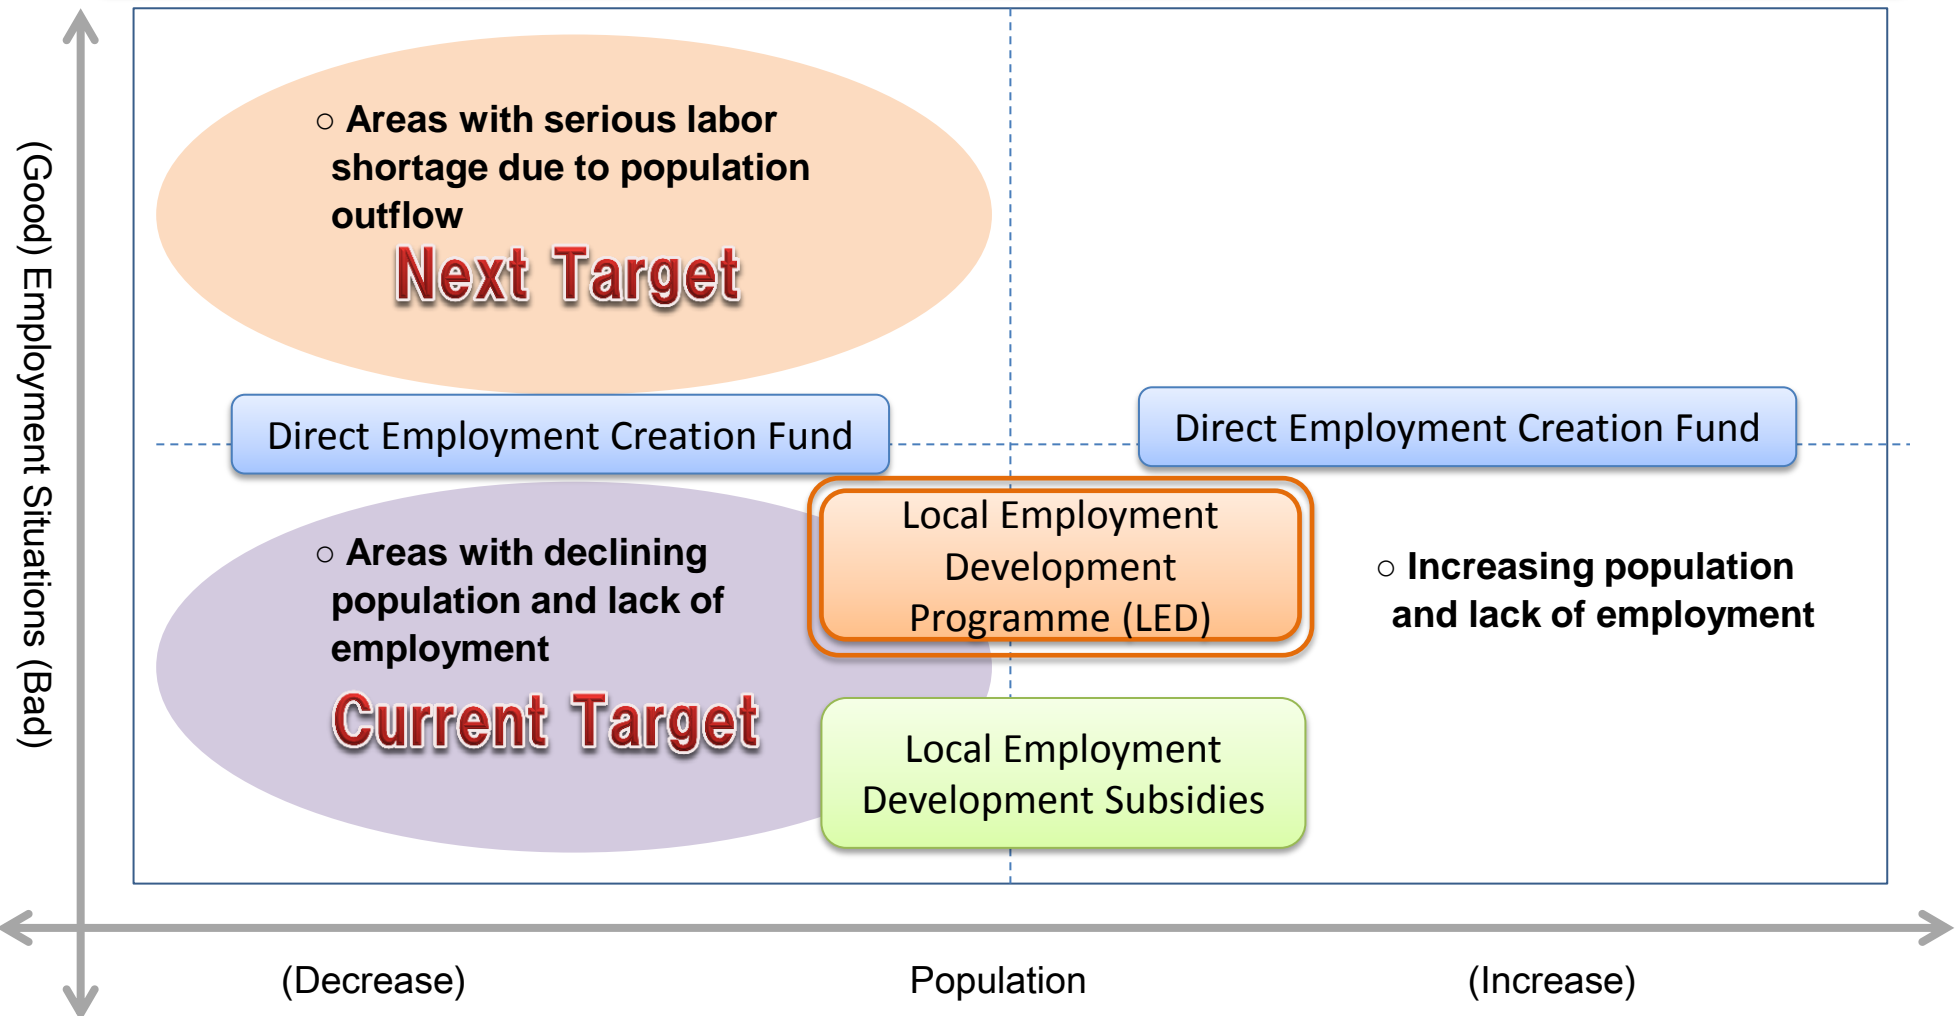 (Good) Employment Situations (Bad)
○ Areas with serious labor
shortage due to population
outflow
Next Target
Direct Employment Creation Fund
Direct Employment Creation Fund
○ Areas with declining
population and lack of
employment
Current Target
Local Employment
Development
Programme (LED)
○ Increasing population
and lack of employment
Local Employment
Development Subsidies
(Decrease)
Population
(Increase)